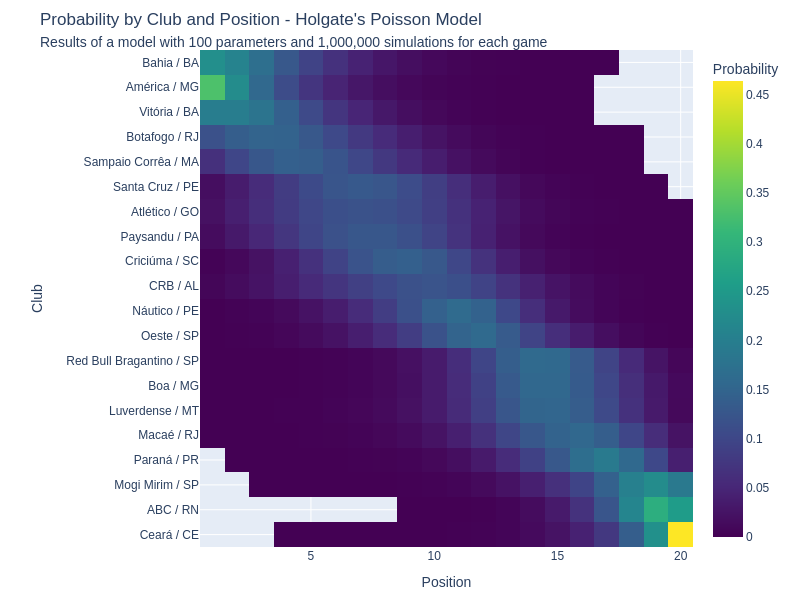 Probability by Club and Position - Holgate's Poisson Model
Results of a model with 100 parameters and 1,000,000 simulations for each game
Bahia / BA
América / MG
Vitória / BA
Botafogo / RJ
Sampaio Corrêa / MA
Santa Cruz / PE
Atlético / GO
Paysandu / PA
Criciúma / SC
CRB / AL
Náutico / PE
Oeste / SP
Red Bull Bragantino / SP
Boa / MG
Luverdense / MT
Macaé / RJ
Paraná / PR
Mogi Mirim / SP
ABC / RN
Ceará / CE
Club
5
10
15
20
Position
Probability
0.45
0.4
0.35
0.3
0.25
0.2
0.15
0.1
0.05
0